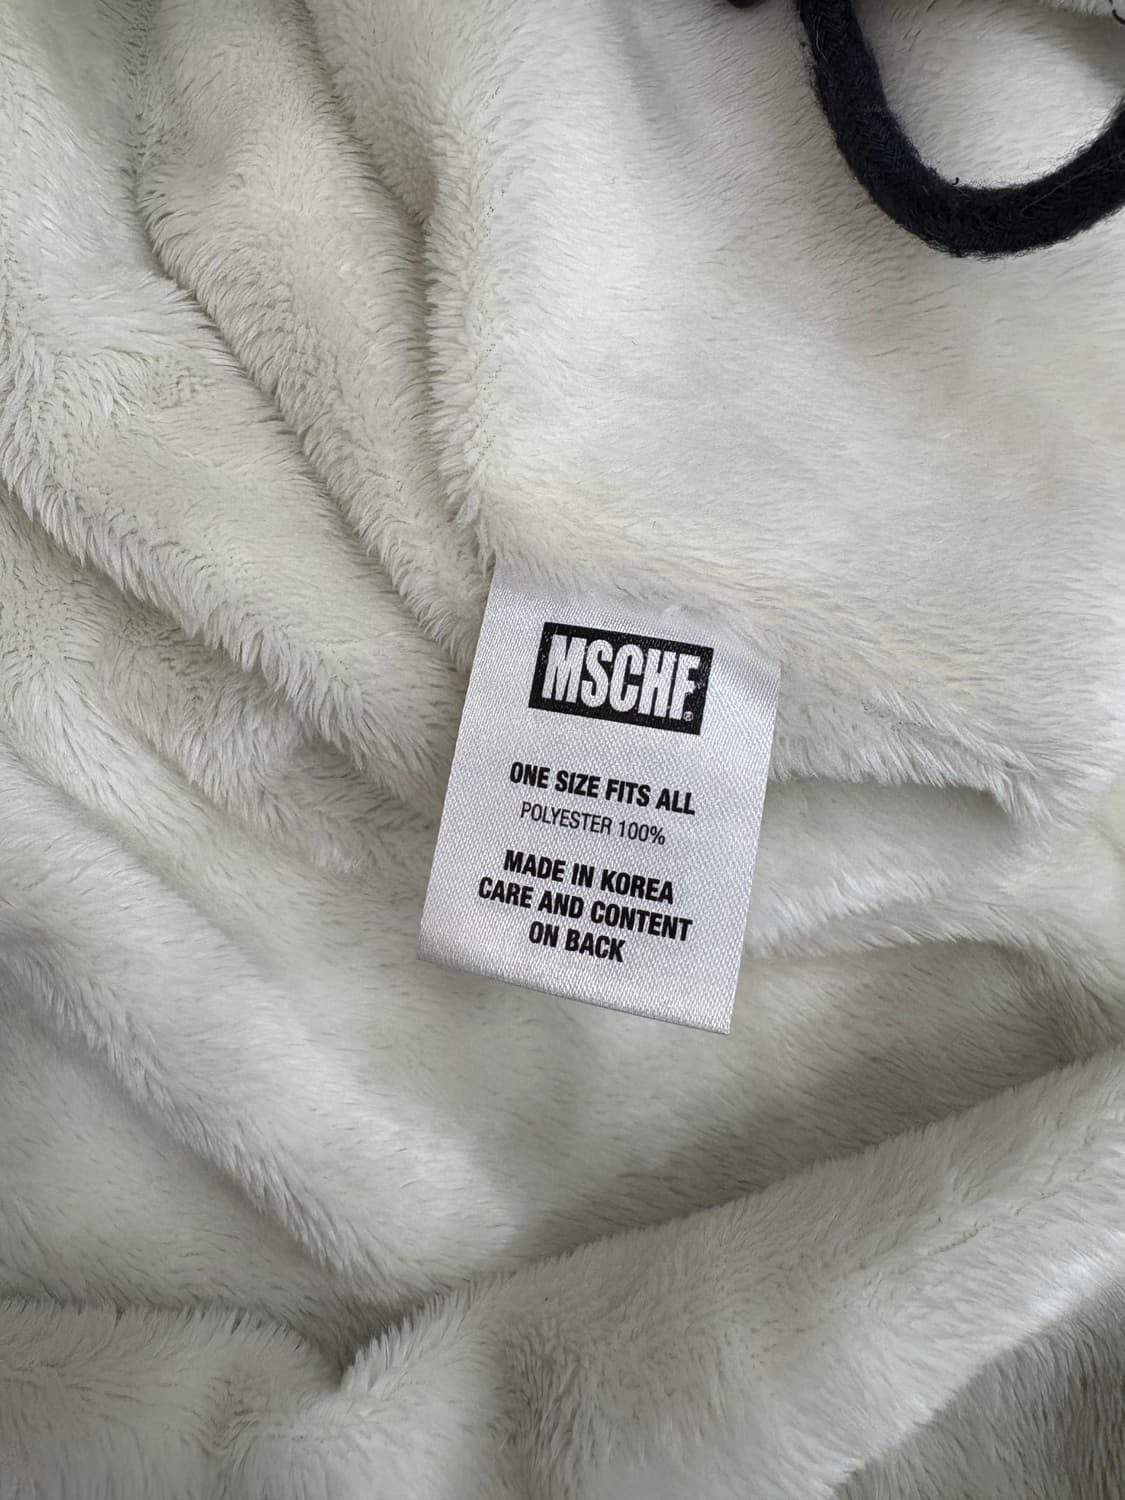 MSCHF®
ONE SIZE FITS ALL
POLYESTER 100%
MADE IN KOREA
CARE AND CONTENT
ON BACK